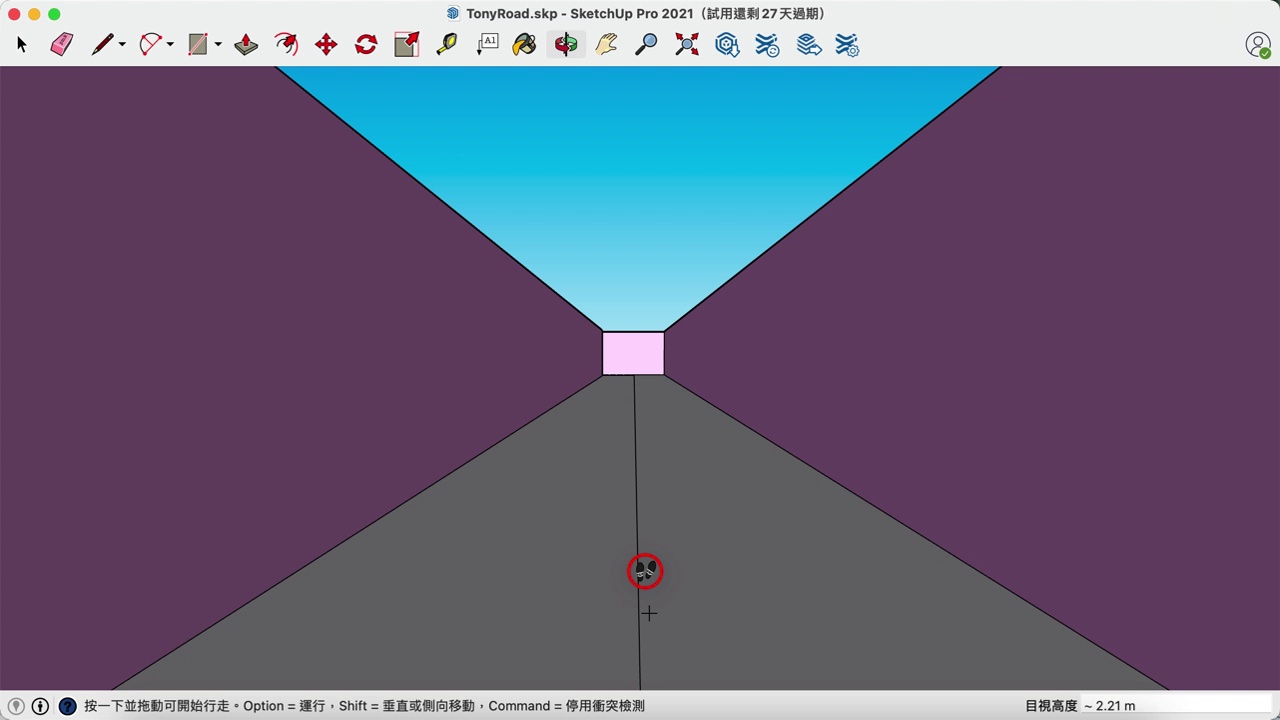 TonyRoad.skp - SketchUp Pro 2021（試用還剩 27 天過期）
A1
按一下並拖動可開始行走。Option = 運行，Shift = 垂直或側向移動，Command = 停用衝突檢測
目視高度 ~ 2.21 m